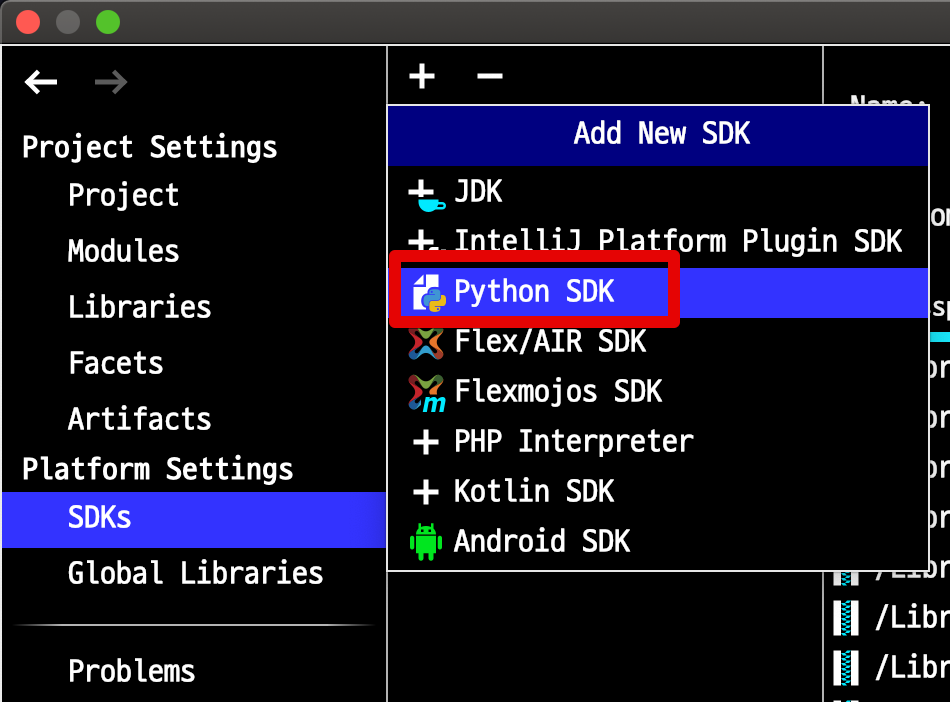 Project Settings
Project
Modules
Libraries
Facets
Artifacts
Platform Settings
SDKs
Global Libraries
Problems
Add New SDK
JDK
IntelliJ Platform Plugin SDK
Python SDK
Flex/AIR SDK
Flexmojos SDK
m
PHP Interpreter
Kotlin SDK
Android SDK
Name:
/Libr
/Libr
/Libr